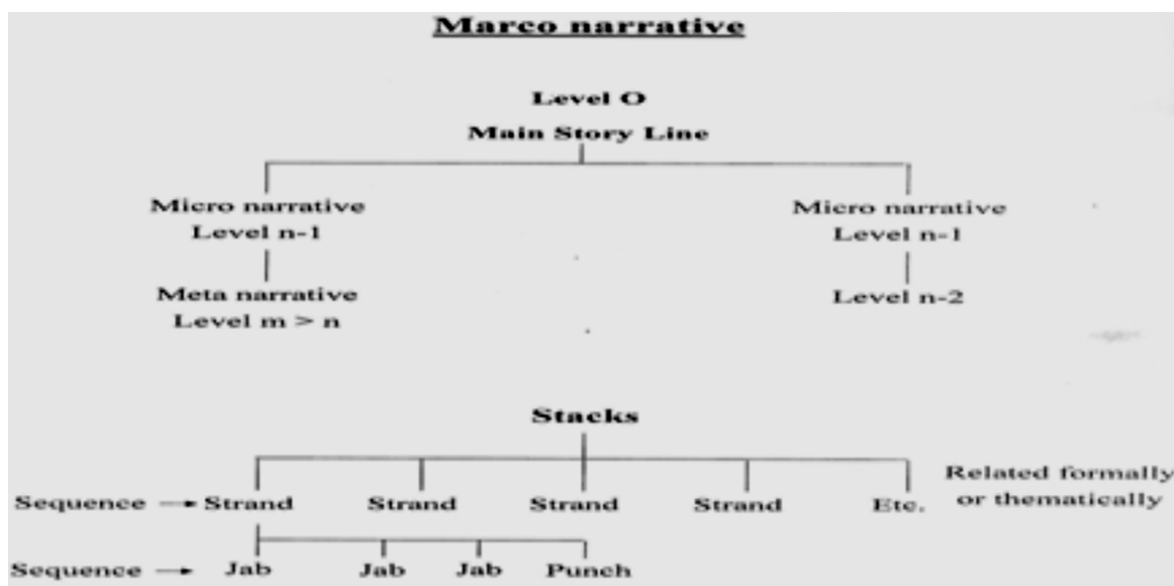 Marco narrative
Level O
Main Story Line
Micro narrative
Level n-1
Micro narrative
Level n-1
Meta narrative
Level m > n
Level n-2
Stacks
Related formally
or thematically
Sequence → Strand Strand Strand Strand Etc.
Sequence → Jab Jab Jab Punch